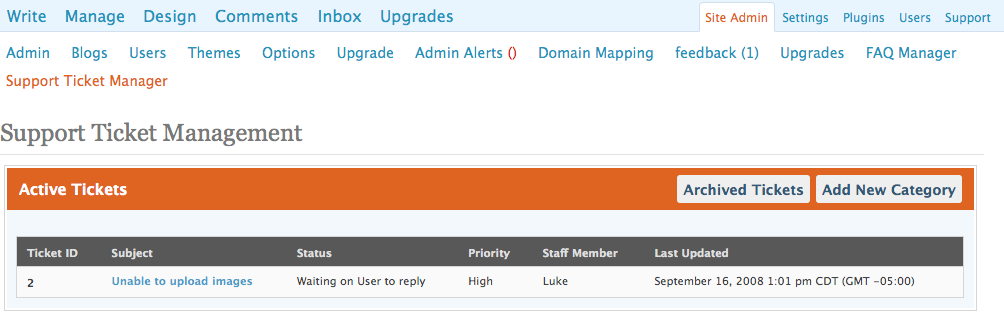 Write Manage Design Comments Inbox Upgrades Site Admin Settings Plugins Users Support
Admin Blogs Users Themes Options Upgrade Admin Alerts () Domain Mapping feedback (1) Upgrades FAQ Manager
Support Ticket Manager
Support Ticket Management
Active Tickets Archived Tickets Add New Category
Ticket ID Subject Status Priority Staff Member Last Updated
2 Unable to upload images Waiting on User to reply High Luke September 16, 2008 1:01 pm CDT (GMT -05:00)